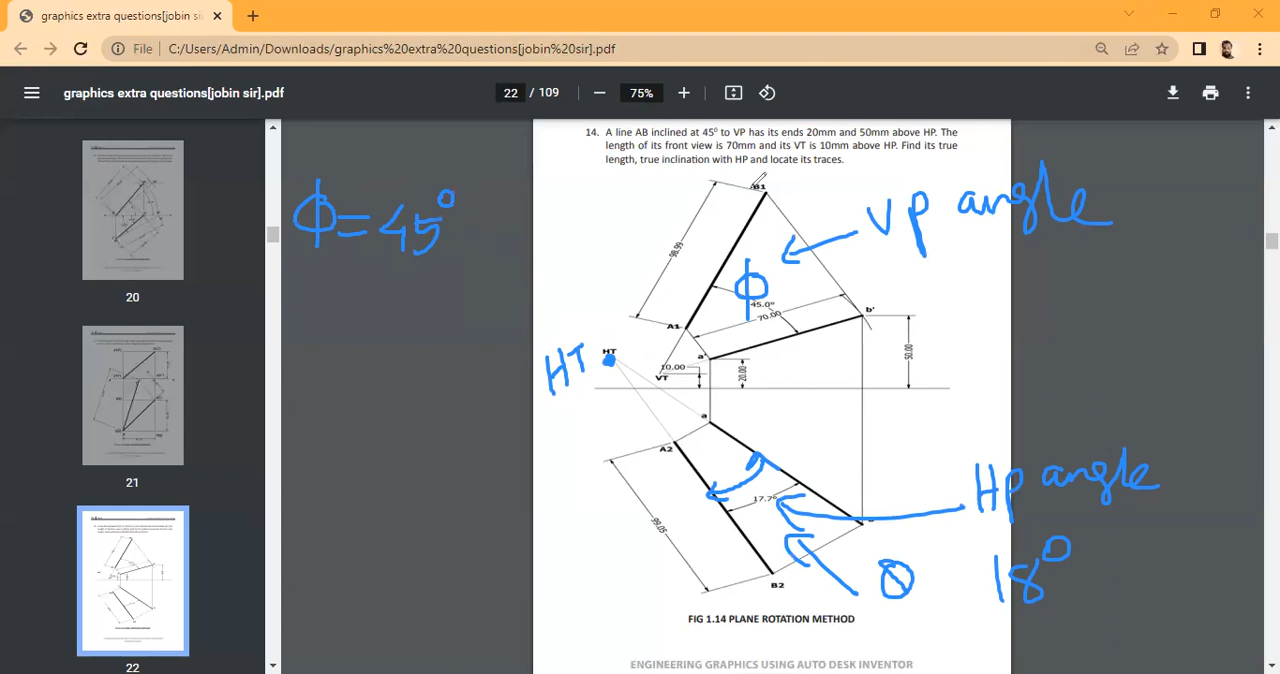 graphics extra questions[jobin si
File
C:/Users/Admin/Downloads/graphics%20extra%20questions[jobin%20sir].pdf
graphics extra questions[jobin sir].pdf
22 / 109
75%
20
21
22
14. A line AB inclined at 45⁰ to VP has its ends 20mm and 50mm above HP. The
length of its front view is 70mm and its VT is 10mm above HP. Find its true
length, true inclination with HP and locate its traces.
ϕ = 45°
B1
VP angle
98.99
ϕ
45.0°
70.00
b'
A1
HT
HT
a'
10.00
VT
20.00
50.00
a
A2
17.7°
HP angle
99.05
θ
18°
B2
FIG 1.14 PLANE ROTATION METHOD
ENGINEERING GRAPHICS USING AUTO DESK INVENTOR